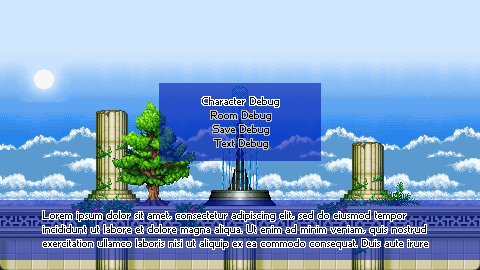 Character Debug
Room Debug
Save Debug
Text Debug
Lorem ipsum dolor sit amet, consectetur adipiscing elit, sed do eiusmod tempor
incididunt ut labore et dolore magna aliqua. Ut enim ad minim veniam, quis nostrud
exercitation ullamco laboris nisi ut aliquip ex ea commodo consequat. Duis aute irure